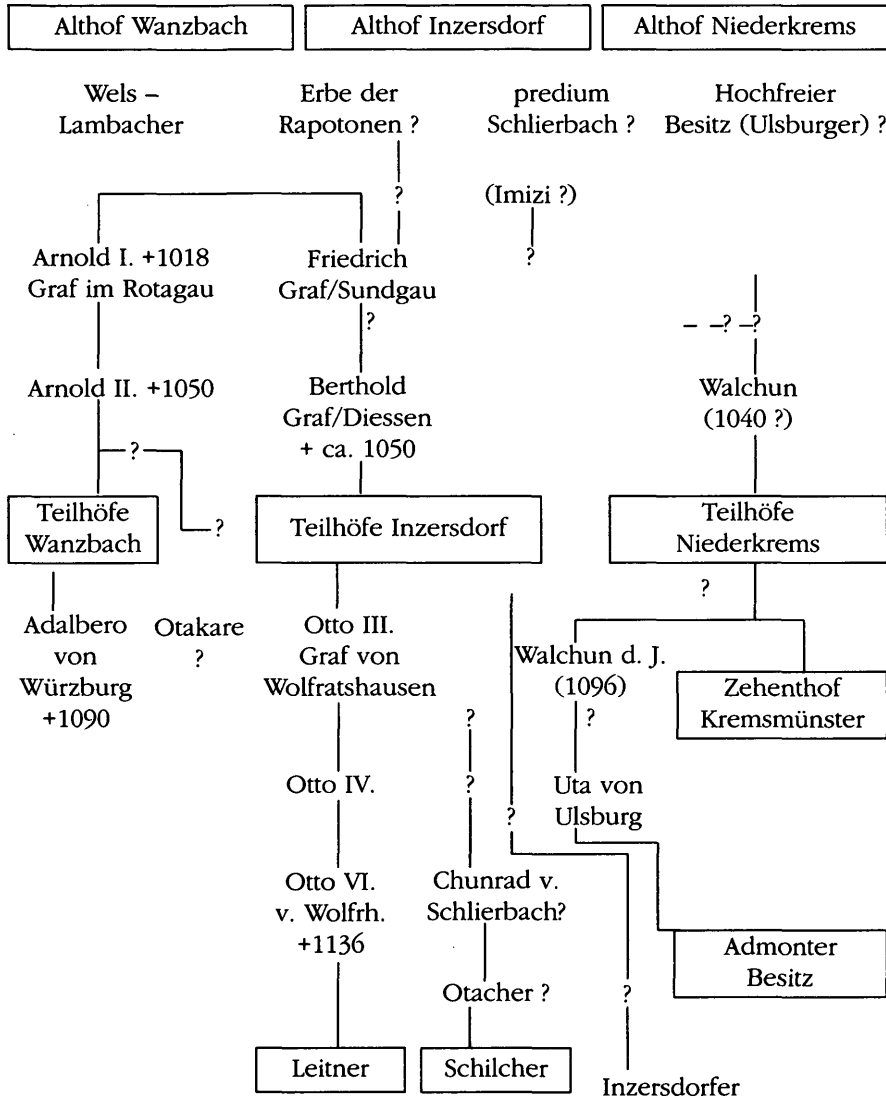 Althof Wanzbach
Althof Inzersdorf
Althof Niederkrems
Wels –
Lambacher
Erbe der
Rapotonen ?
predium
Schlierbach ?
Hochfreier
Besitz (Ulsburger) ?
?
(Imizi ?)
?
Arnold I. +1018
Graf im Rotagau
Friedrich
Graf/Sundgau
?
– –? –?
Arnold II. +1050
Berthold
Graf/Diessen
+ ca. 1050
Walchun
(1040 ?)
?
?
Teilhöfe
Wanzbach
Teilhöfe Inzersdorf
Teilhöfe
Niederkrems
?
Adalbero
von
Würzburg
+1090
Otakare
?
Otto III.
Graf von
Wolfratshausen
Walchun d. J.
(1096)
?
Zehenthof
Kremsmünster
?
?
Otto IV.
?
Uta von
Ulsburg
Otto VI.
v. Wolfrh.
+1136
Chunrad v.
Schlierbach?
Admonter
Besitz
Otacher ?
?
Leitner
Schilcher
Inzersdorfer